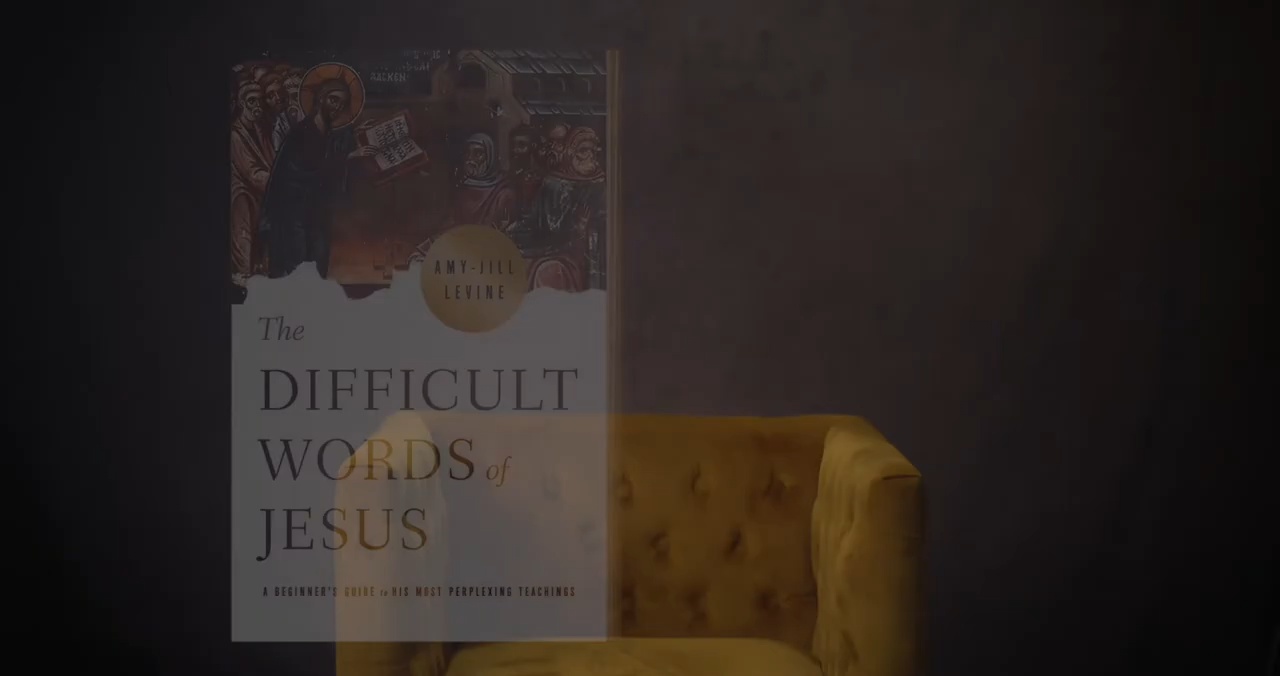 AMY-JILL
LEVINE
The
DIFFICULT
WORDS of
JESUS
A BEGINNER'S GUIDE to HIS MOST PERPLEXING TEACHINGS